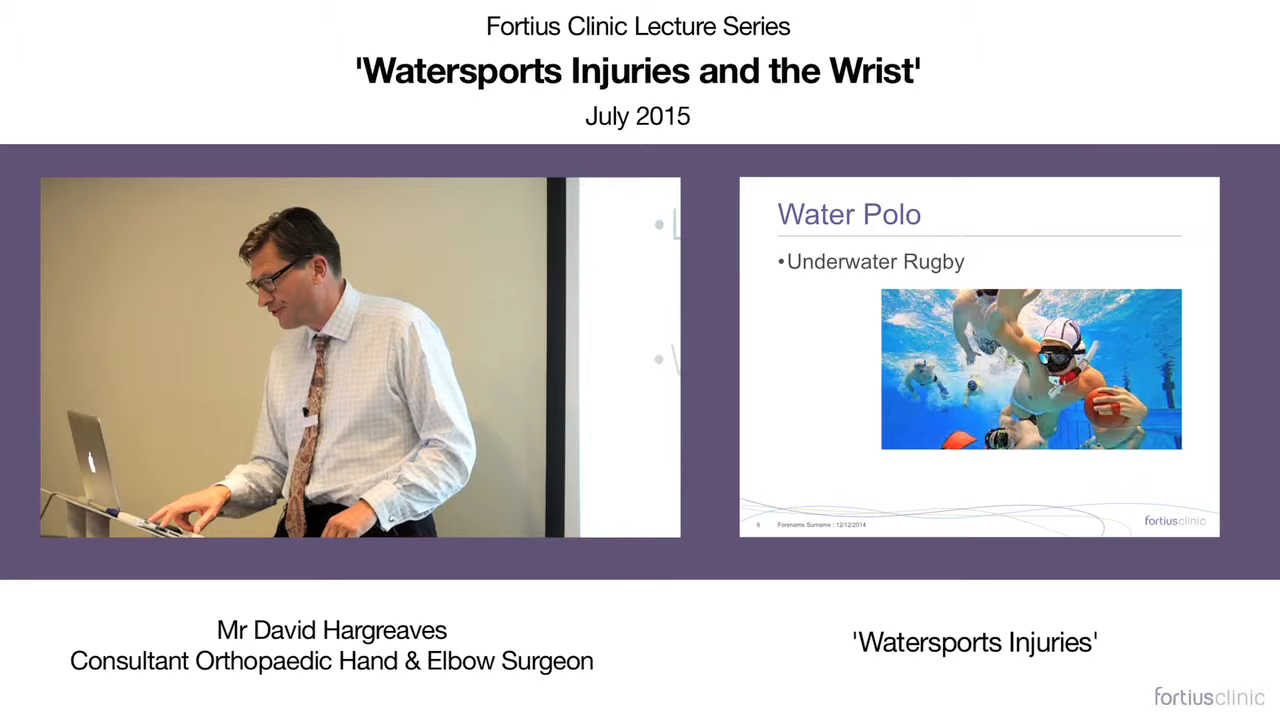 Fortius Clinic Lecture Series
'Watersports Injuries and the Wrist'
July 2015
Water Polo
•Underwater Rugby
6 Forename Surname : 12/12/2014
fortiusclinic
Mr David Hargreaves
Consultant Orthopaedic Hand & Elbow Surgeon
'Watersports Injuries'
fortiusclinic